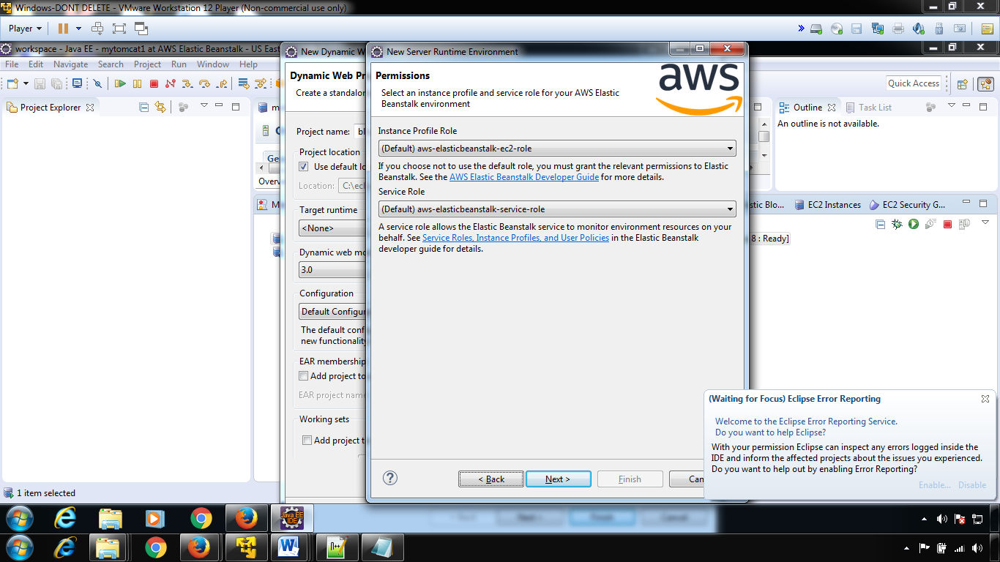 Windows-DONT DELETE - VMware Workstation 12 Player (Non-commercial use only)
Player
workspace - Java EE - mytomcat1 at AWS Elastic Beanstalk - US East
New Dynamic W
New Server Runtime Environment
File Edit Navigate Search Project Run Window Help
Quick Access
Project Explorer
m
Outline
Task List
An outline is not available.
Dynamic Web Pr
Create a standalon
Project name: bl
Project location
Use default lo
Location: C:\ecl
Target runtime
<None>
Dynamic web mo
3.0
Configuration
Default Configur
The default conf
new functionality
EAR membership
Add project to
EAR project name
Working sets
Add project t
Ge
Overv
M
Permissions
Select an instance profile and service role for your AWS Elastic
Beanstalk environment
aws
Instance Profile Role
(Default) aws-elasticbeanstalk-ec2-role
If you choose not to use the default role, you must grant the relevant permissions to Elastic
Beanstalk. See the AWS Elastic Beanstalk Developer Guide for more details.
Service Role
(Default) aws-elasticbeanstalk-service-role
A service role allows the Elastic Beanstalk service to monitor environment resources on your
behalf. See Service Roles, Instance Profiles, and User Policies in the Elastic Beanstalk
developer guide for details.
< Back
Next >
Finish
Can
stic Blo...
EC2 Instances
EC2 Security G...
8 : Ready]
(Waiting for Focus) Eclipse Error Reporting
Welcome to the Eclipse Error Reporting Service.
Do you want to help Eclipse?
With your permission Eclipse can inspect any errors logged inside the
IDE and inform the affected projects about the issues you experienced.
Do you want to help out by enabling Error Reporting?
Enable... Disable
1 item selected
< Back
Next >
Finish
Cancel
Java EE
IDE